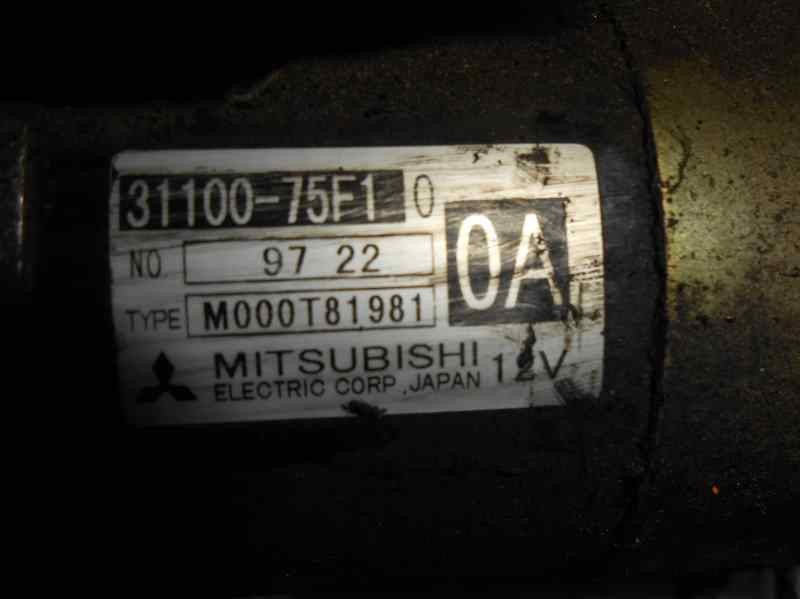 31100-75F1 0
0A
NO 97 22
TYPE M000T81981
MITSUBISHI
ELECTRIC CORP., JAPAN 12V